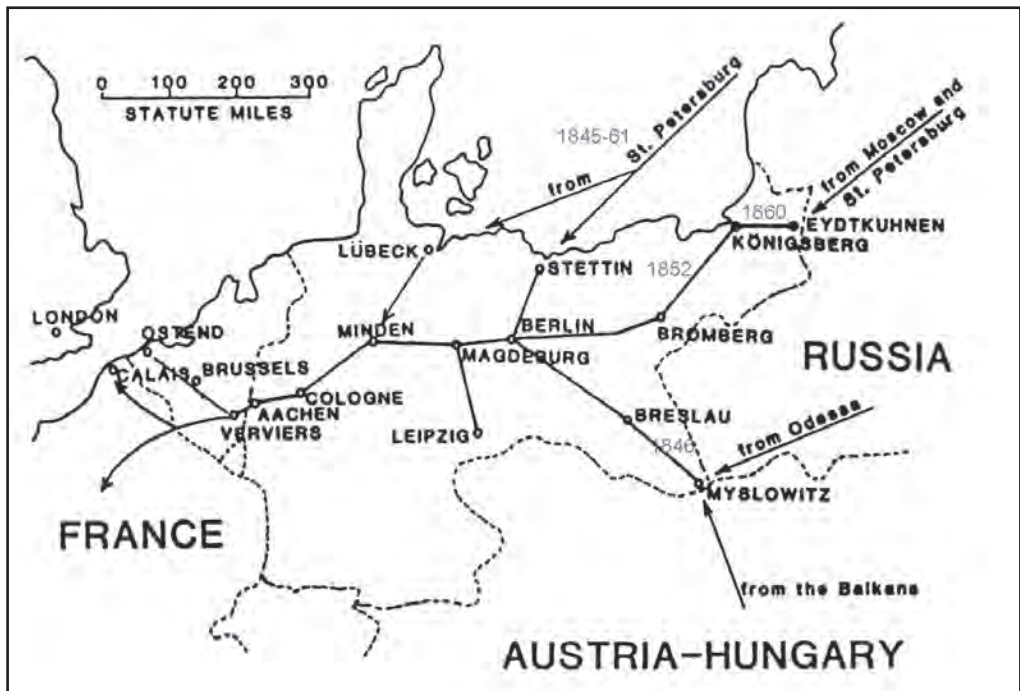 0 100 200 300
STATUTE MILES
1845-61
from St. Petersburg
from Moscow and
St. Petersburg
1860
EYDTKUHNEN
KÖNIGSBERG
LÜBECK
STETTIN
1852
LONDON
OSTEND
MINDEN
BERLIN
BROMBERG
MAGDEBURG
RUSSIA
CALAIS
BRUSSELS
COLOGNE
AACHEN
VERVIERS
LEIPZIG
BRESLAU
1846
from Odessa
MYSLOWITZ
FRANCE
from the Balkans
AUSTRIA-HUNGARY